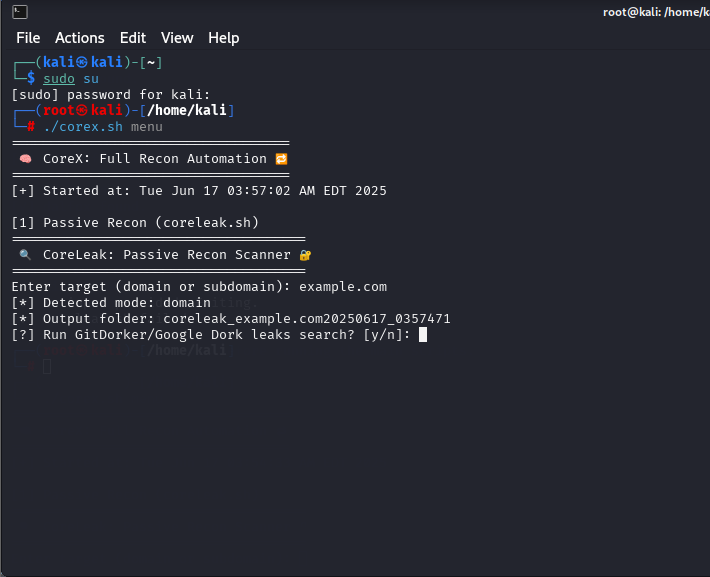 root@kali: /home/k
File Actions Edit View Help
┌──(kali㉿kali)-[~]
└─$ sudo su
[sudo] password for kali:
┌──(root㉿kali)-[/home/kali]
└─# ./corex.sh menu
===================================
🧠 CoreX: Full Recon Automation 🔁
===================================
[+] Started at: Tue Jun 17 03:57:02 AM EDT 2025
[1] Passive Recon (coreleak.sh)
=====================================
🔍 CoreLeak: Passive Recon Scanner 🔐
=====================================
Enter target (domain or subdomain): example.com
[*] Detected mode: domain
[*] Output folder: coreleak_example.com20250617_0357471
[?] Run GitDorker/Google Dork leaks search? [y/n]:
/home/kali